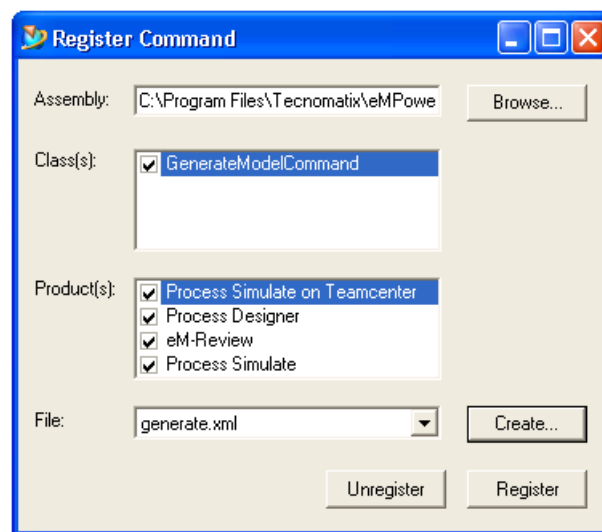 Register Command
Assembly: C:\Program Files\Tecnomatix\eMPowe Browse...
Class(s): GenerateModelCommand
Product(s): Process Simulate on Teamcenter
Process Designer
eM-Review
Process Simulate
File: generate.xml Create...
Unregister Register